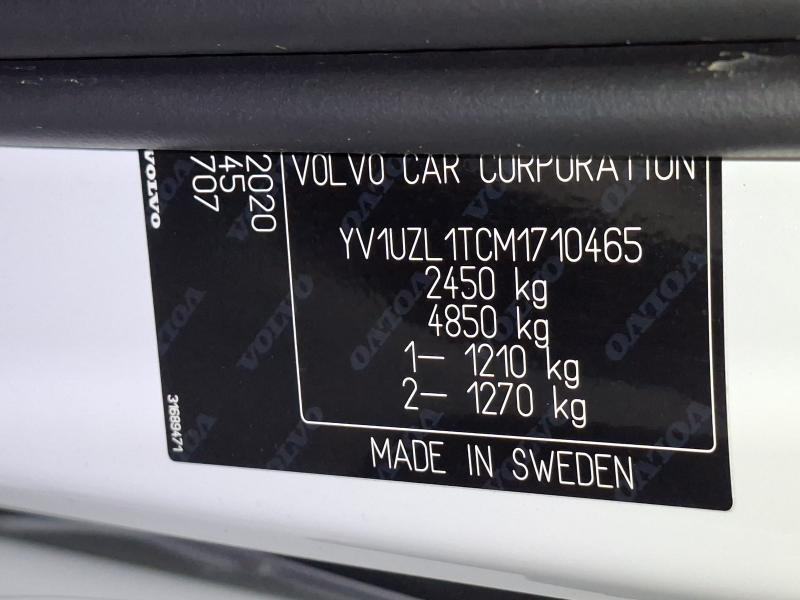 VOLVO
2020
45
707
VOLVO CAR CORPORATION
YV1UZL1TCM1710465
2450 kg
4850 kg
1– 1210 kg
2– 1270 kg
MADE IN SWEDEN
31689471